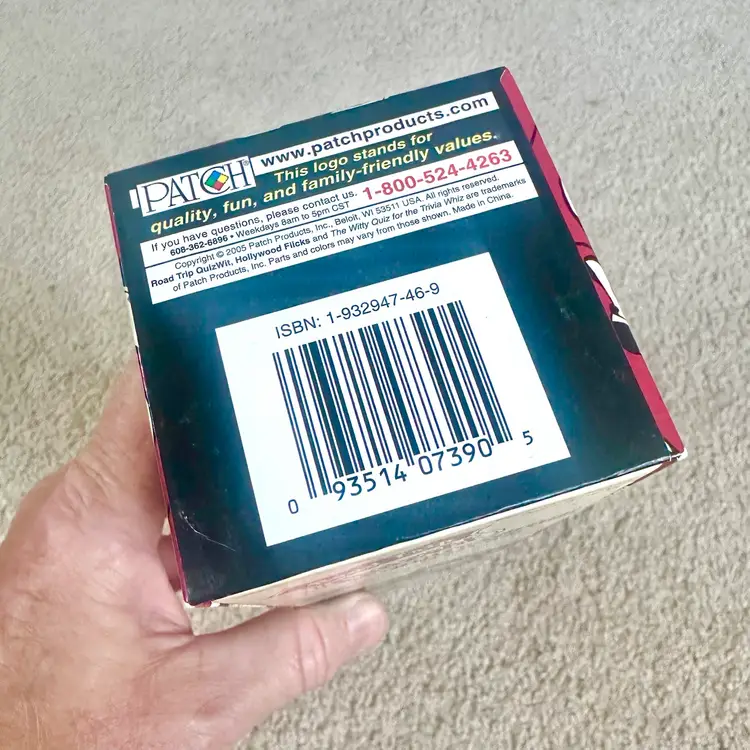 PATCH®
www.patchproducts.com
This logo stands for
quality, fun, and family-friendly values.
If you have questions, please contact us. 1-800-524-4263
608-362-6896 • Weekdays 8am to 5pm CST
Copyright © 2005 Patch Products, Inc., Beloit, WI 53511 USA. All rights reserved.
Road Trip QuizWit, Hollywood Flicks and The Witty Quiz for the Trivia Whiz are trademarks
of Patch Products, Inc. Parts and colors may vary from those shown. Made in China.
ISBN: 1-932947-46-9
0 93514 07390 5